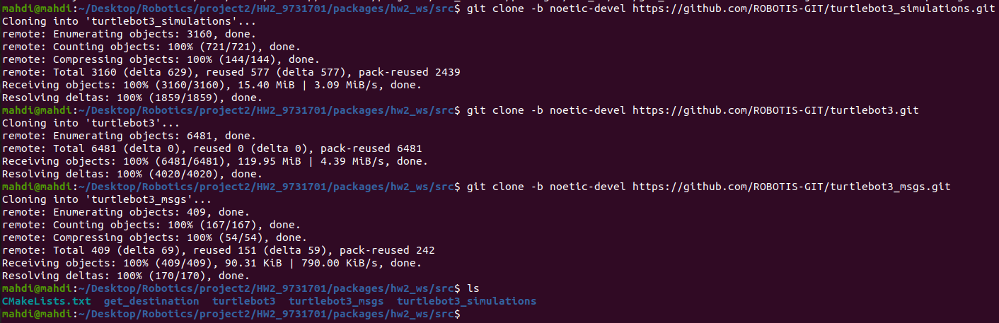 mahdi@mahdi:~/Desktop/Robotics/project2/HW2_9731701/packages/hw2_ws/src$ git clone -b noetic-devel https://github.com/ROBOTIS-GIT/turtlebot3_simulations.git
Cloning into 'turtlebot3_simulations'...
remote: Enumerating objects: 3160, done.
remote: Counting objects: 100% (721/721), done.
remote: Compressing objects: 100% (144/144), done.
remote: Total 3160 (delta 629), reused 577 (delta 577), pack-reused 2439
Receiving objects: 100% (3160/3160), 15.40 MiB | 3.09 MiB/s, done.
Resolving deltas: 100% (1859/1859), done.
mahdi@mahdi:~/Desktop/Robotics/project2/HW2_9731701/packages/hw2_ws/src$ git clone -b noetic-devel https://github.com/ROBOTIS-GIT/turtlebot3.git
Cloning into 'turtlebot3'...
remote: Enumerating objects: 6481, done.
remote: Total 6481 (delta 0), reused 0 (delta 0), pack-reused 6481
Receiving objects: 100% (6481/6481), 119.95 MiB | 4.39 MiB/s, done.
Resolving deltas: 100% (4020/4020), done.
mahdi@mahdi:~/Desktop/Robotics/project2/HW2_9731701/packages/hw2_ws/src$ git clone -b noetic-devel https://github.com/ROBOTIS-GIT/turtlebot3_msgs.git
Cloning into 'turtlebot3_msgs'...
remote: Enumerating objects: 409, done.
remote: Counting objects: 100% (167/167), done.
remote: Compressing objects: 100% (54/54), done.
remote: Total 409 (delta 69), reused 151 (delta 59), pack-reused 242
Receiving objects: 100% (409/409), 90.31 KiB | 790.00 KiB/s, done.
Resolving deltas: 100% (170/170), done.
mahdi@mahdi:~/Desktop/Robotics/project2/HW2_9731701/packages/hw2_ws/src$ ls
CMakeLists.txt  get_destination  turtlebot3  turtlebot3_msgs  turtlebot3_simulations
mahdi@mahdi:~/Desktop/Robotics/project2/HW2_9731701/packages/hw2_ws/src$